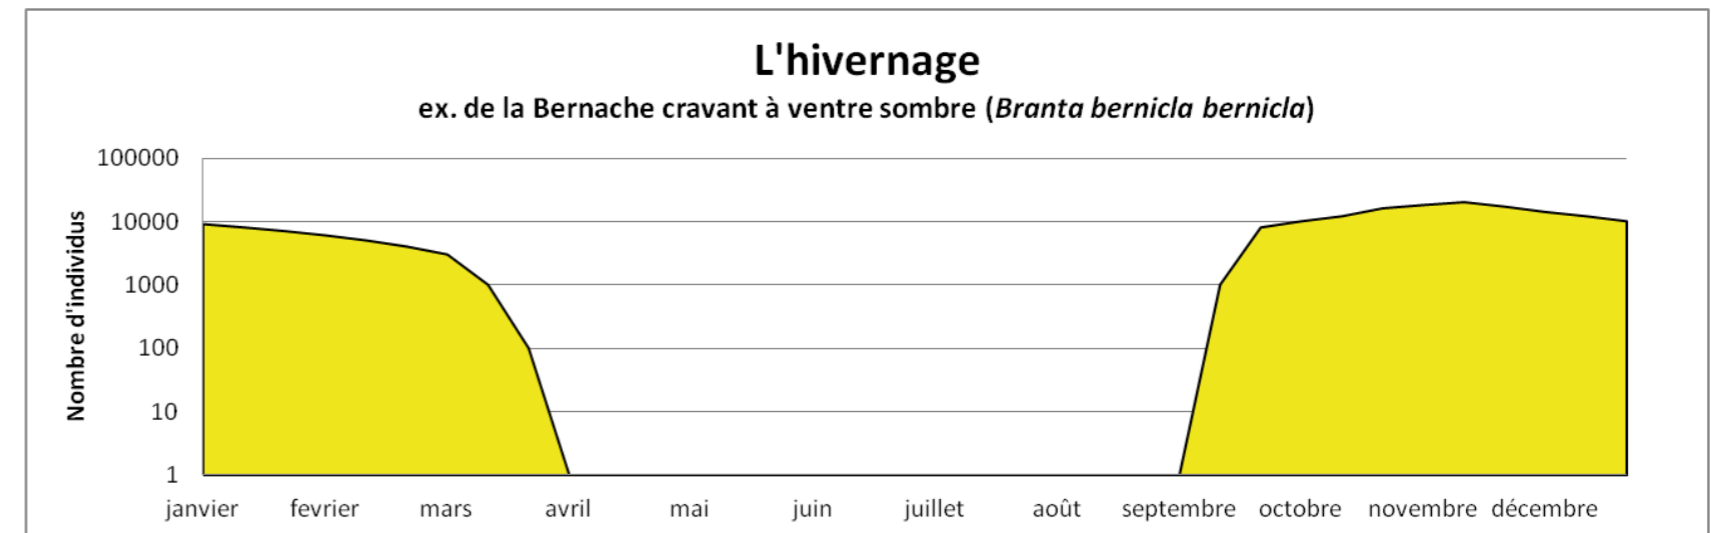 L'hivernage
ex. de la Bernache cravant à ventre sombre (Branta bernicla bernicla)
Nombre d'individus
100000
10000
1000
100
10
1
janvier fevrier mars avril mai juin juillet août septembre octobre novembre décembre